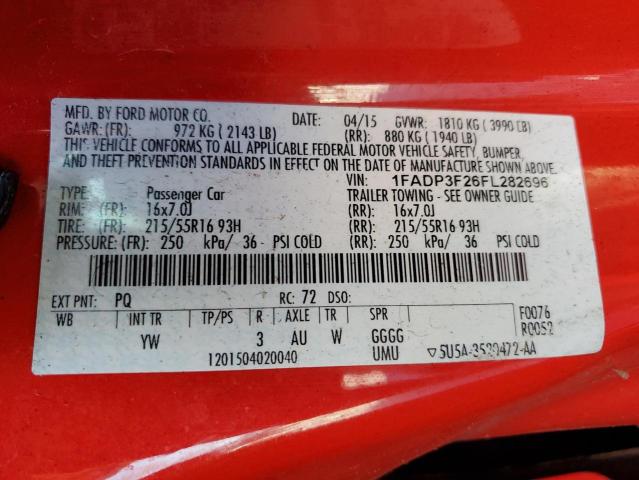 MFD. BY FORD MOTOR CO. DATE: 04/15 GVWR: 1810 KG ( 3990 LB)
GAWR: (FR): 972 KG ( 2143 LB) (RR): 880 KG ( 1940 LB)
THIS VEHICLE CONFORMS TO ALL APPLICABLE FEDERAL MOTOR VEHICLE SAFETY, BUMPER,
AND THEFT PREVENTION STANDARDS IN EFFECT ON THE DATE OF MANUFACTURE SHOWN ABOVE.
VIN: 1FADP3F26FL282696
TYPE: Passenger Car TRAILER TOWING - SEE OWNER GUIDE
RIM: (FR): 16x7.0J (RR): 16x7.0J
TIRE: (FR): 215/55R16 93H (RR): 215/55R16 93H
PRESSURE: (FR): 250 kPa/ 36 - PSI COLD (RR): 250 kPa/ 36 PSI COLD
EXT PNT: PQ RC: 72 DSO:
WB INT TR TP/PS R AXLE TR SPR F0076
YW 3 AU W GGGG R0052
1201504020040 UMU ▽5U5A-3520472-AA